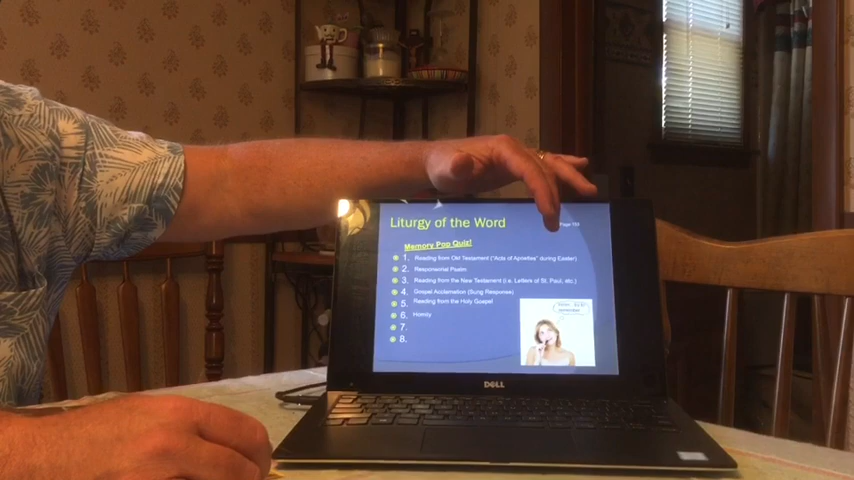 Liturgy of the Word
Page 755
Memory Pop Quiz!
1. Reading from Old Testament ("Acts of Apostles" during Easter)
2. Responsorial Psalm
3. Reading from the New Testament (i.e. Letters of St. Paul, etc.)
4. Gospel Acclamation (Sung Response)
5. Reading from the Holy Gospel
6. Homily
7.
8.
DELL